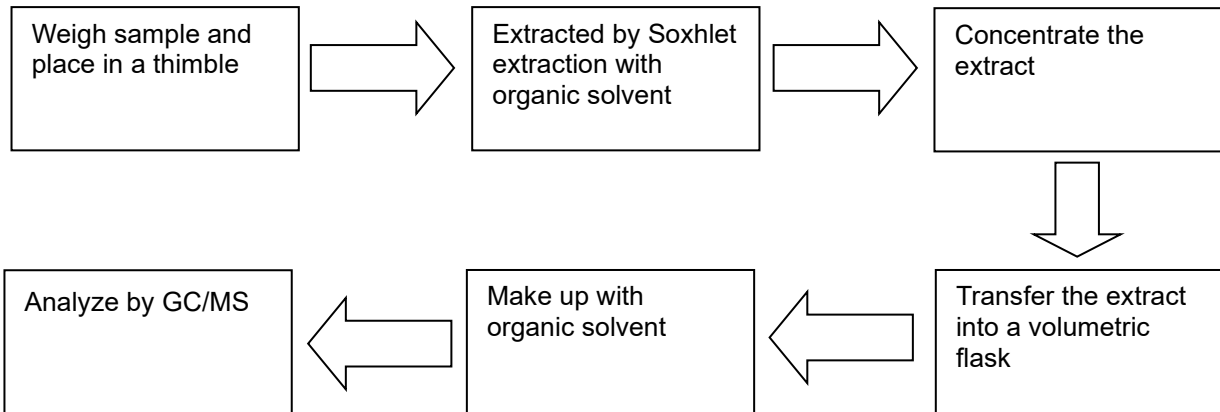 Weigh sample and
place in a thimble
Extracted by Soxhlet
extraction with
organic solvent
Concentrate the
extract
Transfer the extract
into a volumetric
flask
Make up with
organic solvent
Analyze by GC/MS